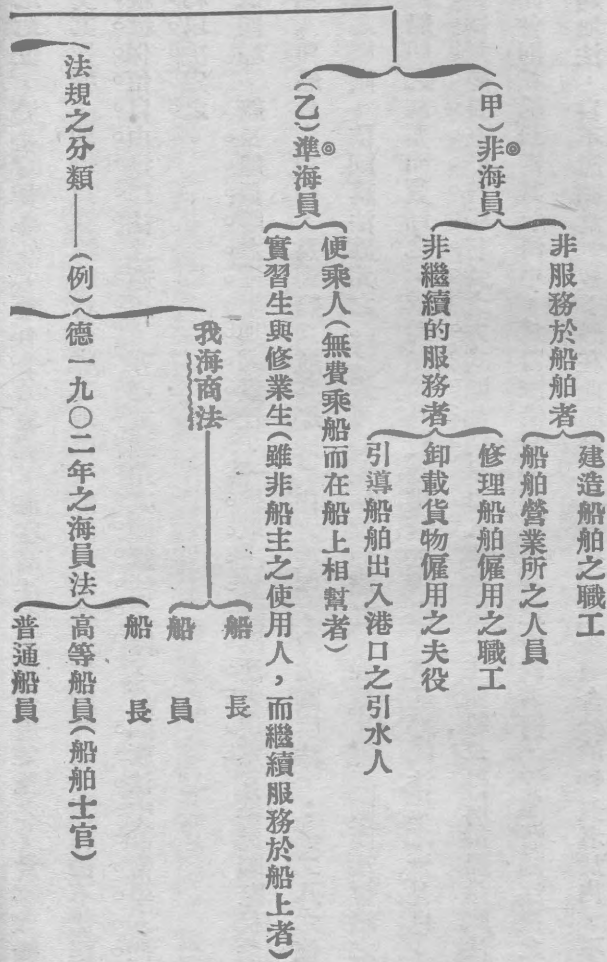 (甲)非海員
非服務於船舶者
建造船舶之職工
船舶營業所之人員
非繼續的服務者
修理船舶僱用之職工
卸載貨物僱用之夫役
引導船舶出入港口之引水人
(乙)準海員
便乘人(無費乘船而在船上相幫者)
實習生與修業生(雖非船主之使用人，而繼續服務於船上者)
法規之分類——(例)
我海商法
船長
船員
德一九〇二年之海員法
船長
高等船員(船舶士官)
普通船員